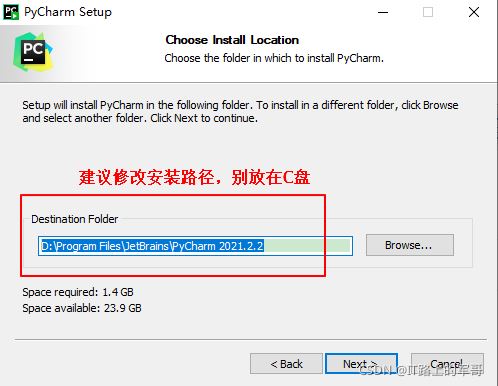 PyCharm Setup
PC
Choose Install Location
Choose the folder in which to install PyCharm.
Setup will install PyCharm in the following folder. To install in a different folder, click Browse
and select another folder. Click Next to continue.
建议修改安装路径，别放在C盘
Destination Folder
D:\Program Files\JetBrains\PyCharm 2021.2.2
Browse...
Space required: 1.4 GB
Space available: 23.9 GB
< Back
Next >
Cancel
CSDN @IT路上的军哥